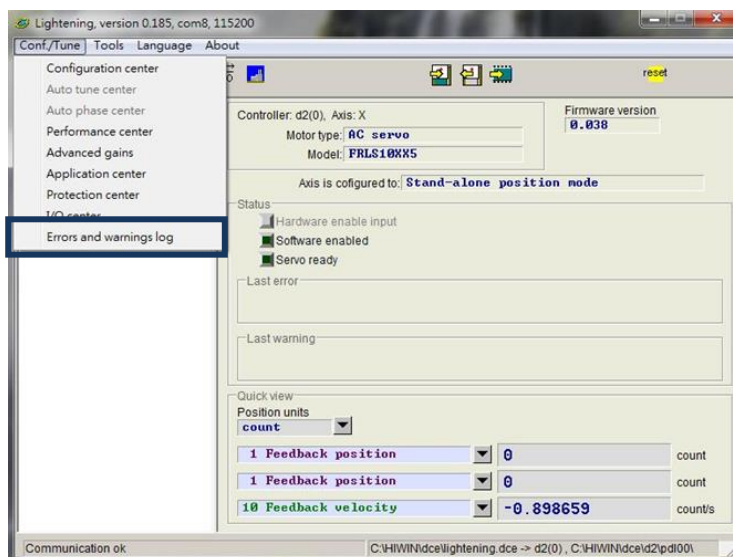 Lightening, version 0.185, com8, 115200
Conf./Tune Tools Language About
Configuration center
Auto tune center
Auto phase center
Performance center
Advanced gains
Application center
Protection center
I/O center
Errors and warnings log
reset
Controller: d2(0), Axis: X
Motor type: AC servo
Model: FRLS10XX5
Firmware version
0.038
Axis is cofigured to: Stand-alone position mode
Status
Hardware enable input
Software enabled
Servo ready
Last error
Last warning
Quick view
Position units
count
1 Feedback position 0 count
1 Feedback position 0 count
10 Feedback velocity -0.898659 count/s
Communication ok C:\HIWIN\dce\lightening.dce -> d2(0) , C:\HIWIN\dce\d2\pdl00\